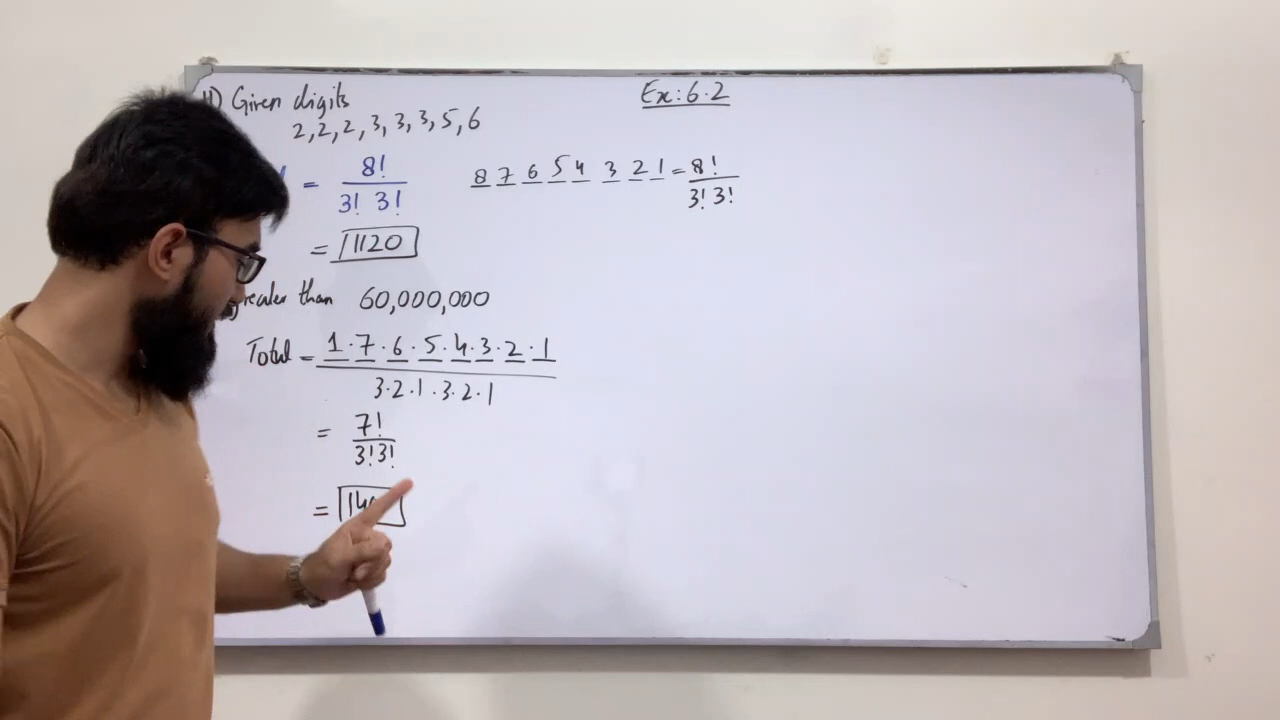 Ex: 6.2
) Given digits
2, 2, 2, 3, 3, 3, 5, 6
= 8! / 3! 3!
8 7 6 5 4 3 2 1 = 8! / 3! 3!
= 1120
than 60,000,000
Total = 1 · 7 · 6 · 5 · 4 · 3 · 2 · 1 / 3 · 2 · 1 · 3 · 2 · 1
= 7! / 3! 3!
= 14